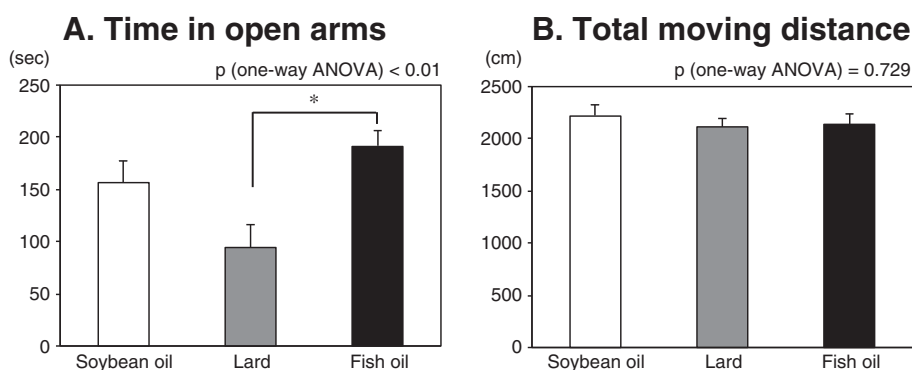 A. Time in open arms
(sec)
p (one-way ANOVA) < 0.01
250
200
150
100
50
0
*
Soybean oil Lard Fish oil
B. Total moving distance
(cm)
p (one-way ANOVA) = 0.729
2500
2000
1500
1000
500
0
Soybean oil Lard Fish oil